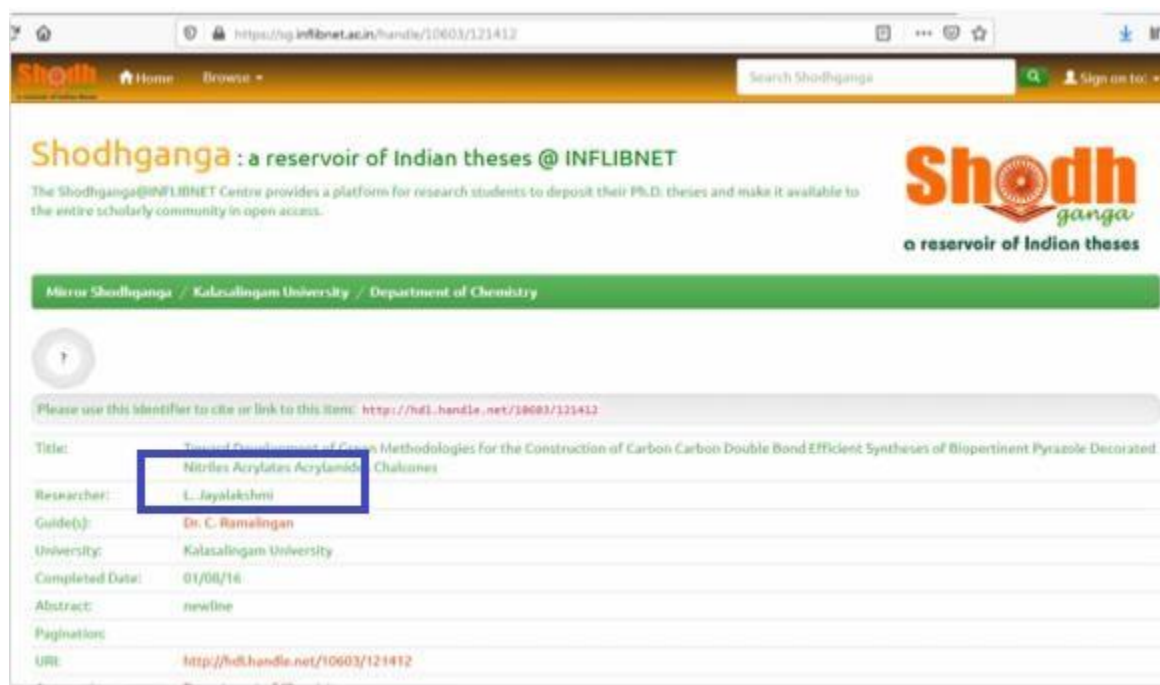 https://sg.inflibnet.ac.in/handle/10603/121412
Shodh Home Browse Search Shodhganga Sign on to:
Shodhganga : a reservoir of Indian theses @ INFLIBNET
The Shodhganga@INFLIBNET Centre provides a platform for research students to deposit their Ph.D. theses and make it available to
the entire scholarly community in open access.
Shodh
ganga
a reservoir of Indian theses
Mirror Shodhganga / Kalasalingam University / Department of Chemistry
?
Please use this identifier to cite or link to this item: http://hdl.handle.net/10603/121412
Title: Toward Development of Green Methodologies for the Construction of Carbon Carbon Double Bond Efficient Syntheses of Biopertinent Pyrazole Decorated
Nitriles Acrylates Acrylamides Chalcones
Researcher: L. Jayalakshmi
Guide(s): Dr. C. Ramalingan
University: Kalasalingam University
Completed Date: 01/08/16
Abstract: newline
Pagination:
URI: http://hdl.handle.net/10603/121412